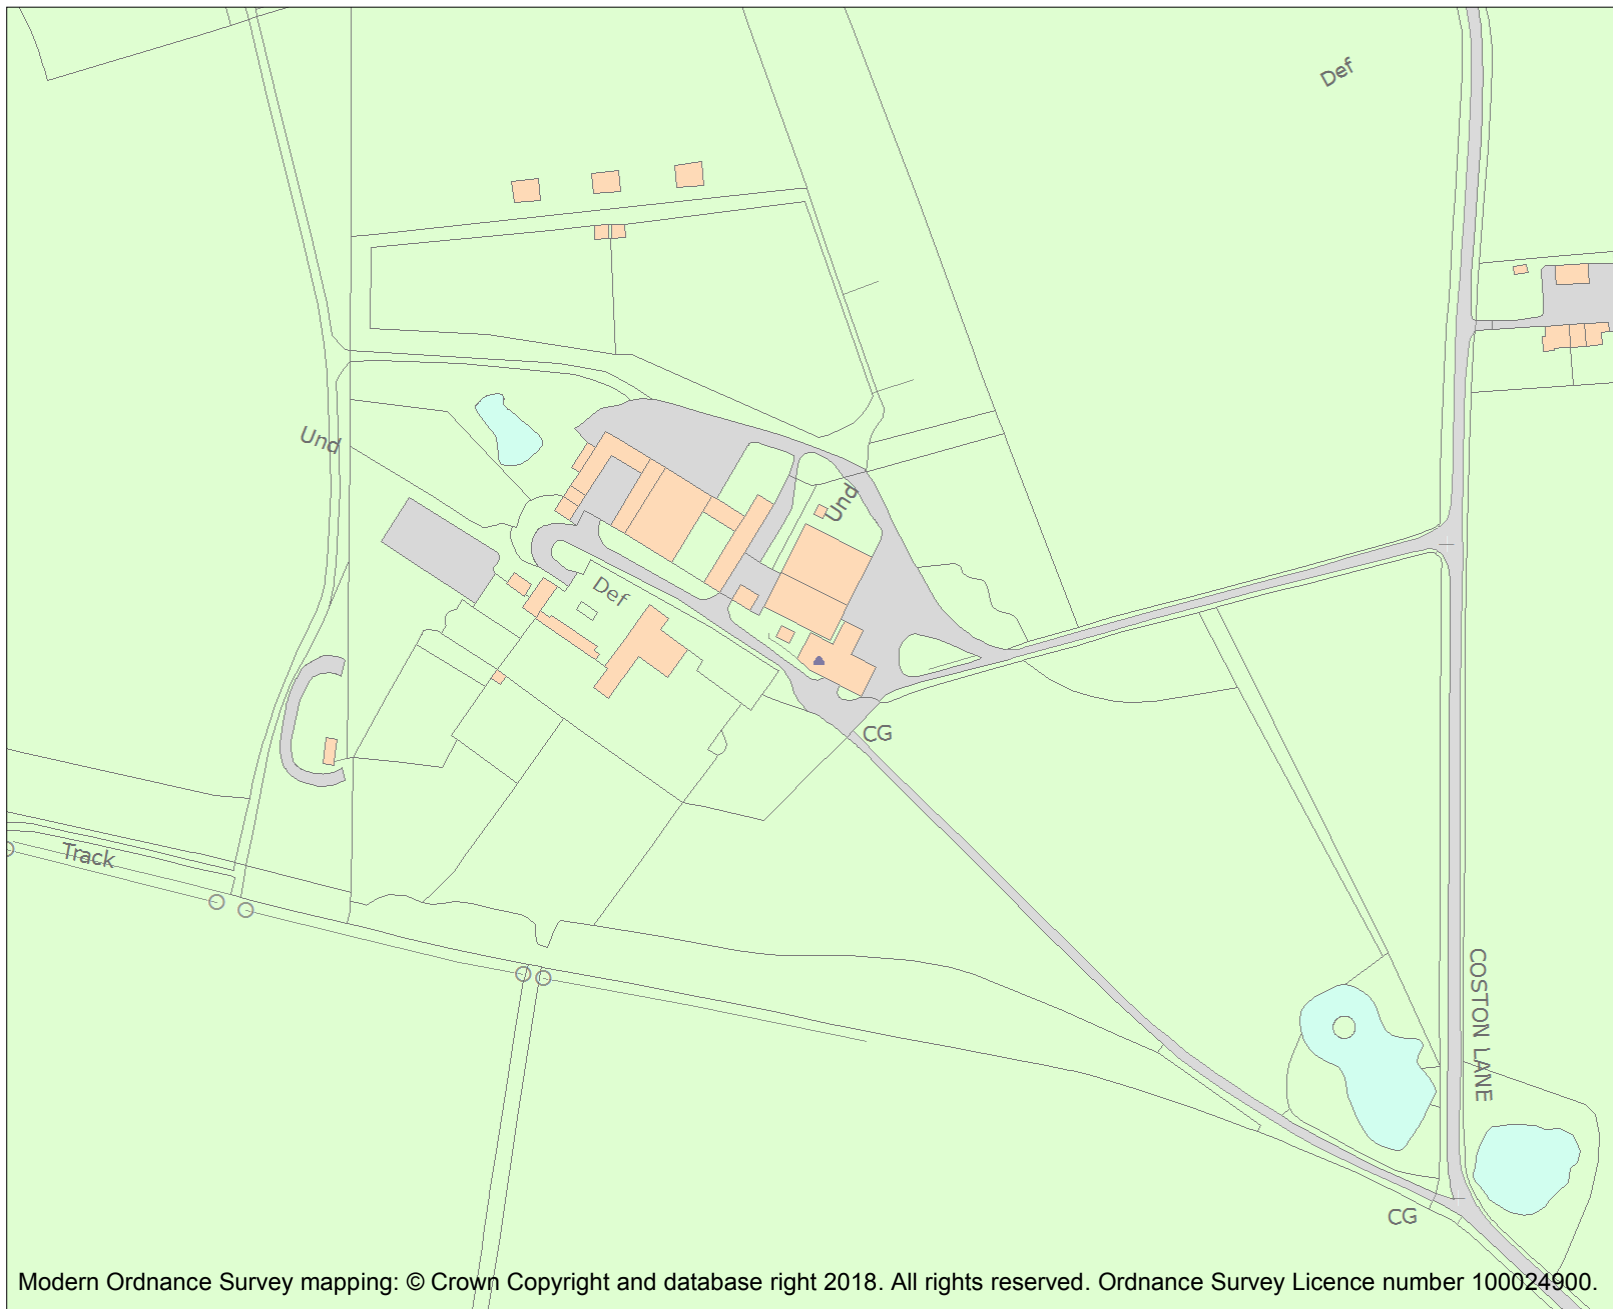 Def
Und
Und
Def
CG
Track
COSTON LANE
CG
Modern Ordnance Survey mapping: © Crown Copyright and database right 2018. All rights reserved. Ordnance Survey Licence number 100024900.